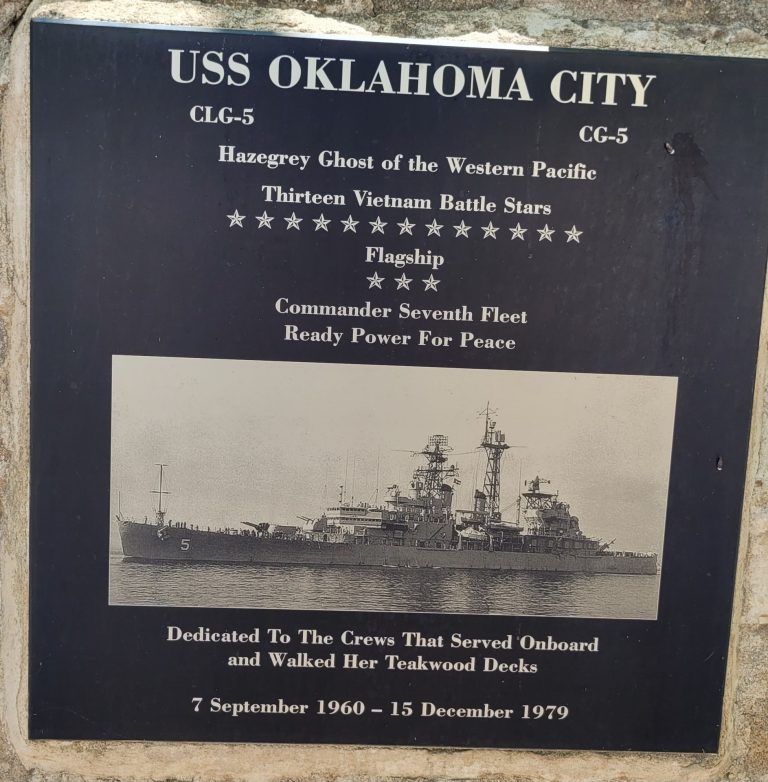 USS OKLAHOMA CITY
CLG-5 CG-5
Hazegrey Ghost of the Western Pacific
Thirteen Vietnam Battle Stars
Flagship
Commander Seventh Fleet
Ready Power For Peace
5
Dedicated To The Crews That Served Onboard
and Walked Her Teakwood Decks
7 September 1960 – 15 December 1979